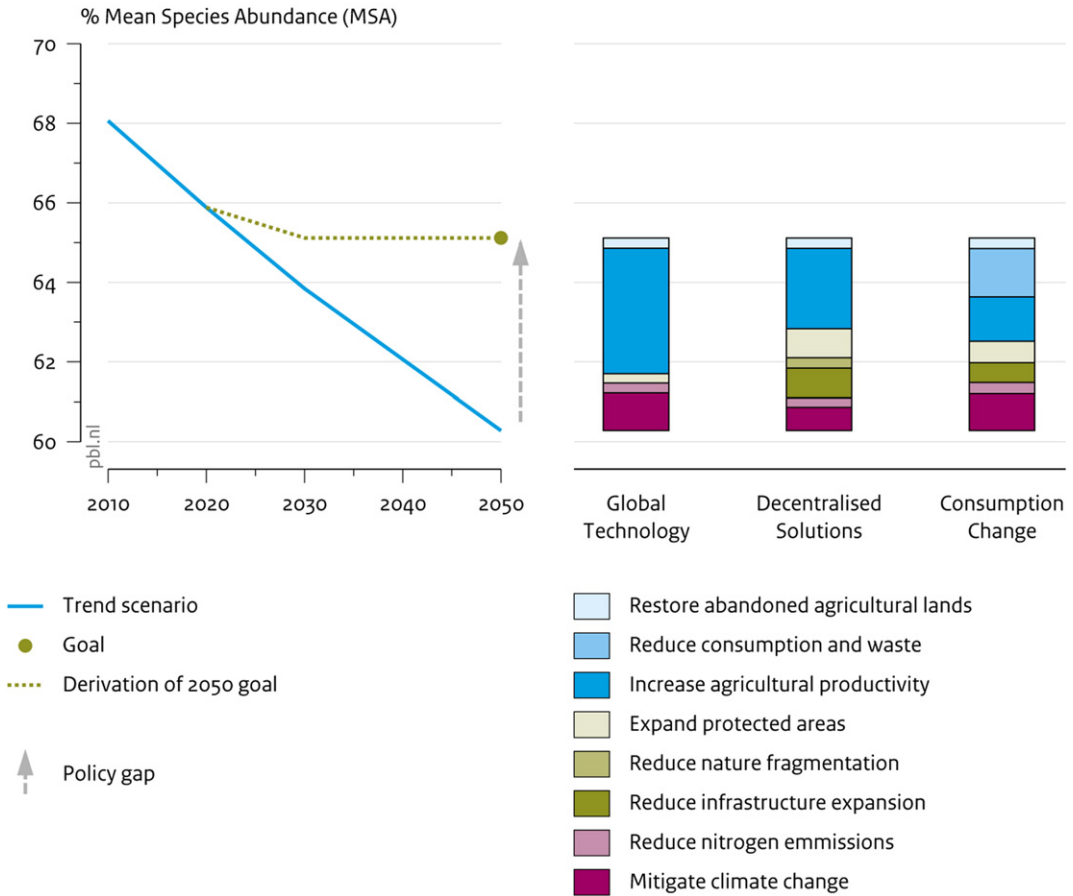 % Mean Species Abundance (MSA)
70
68
66
64
62
60
pbl.nl
2010 2020 2030 2040 2050
Global Technology
Decentralised Solutions
Consumption Change
Trend scenario
Goal
Derivation of 2050 goal
Policy gap
Restore abandoned agricultural lands
Reduce consumption and waste
Increase agricultural productivity
Expand protected areas
Reduce nature fragmentation
Reduce infrastructure expansion
Reduce nitrogen emmissions
Mitigate climate change